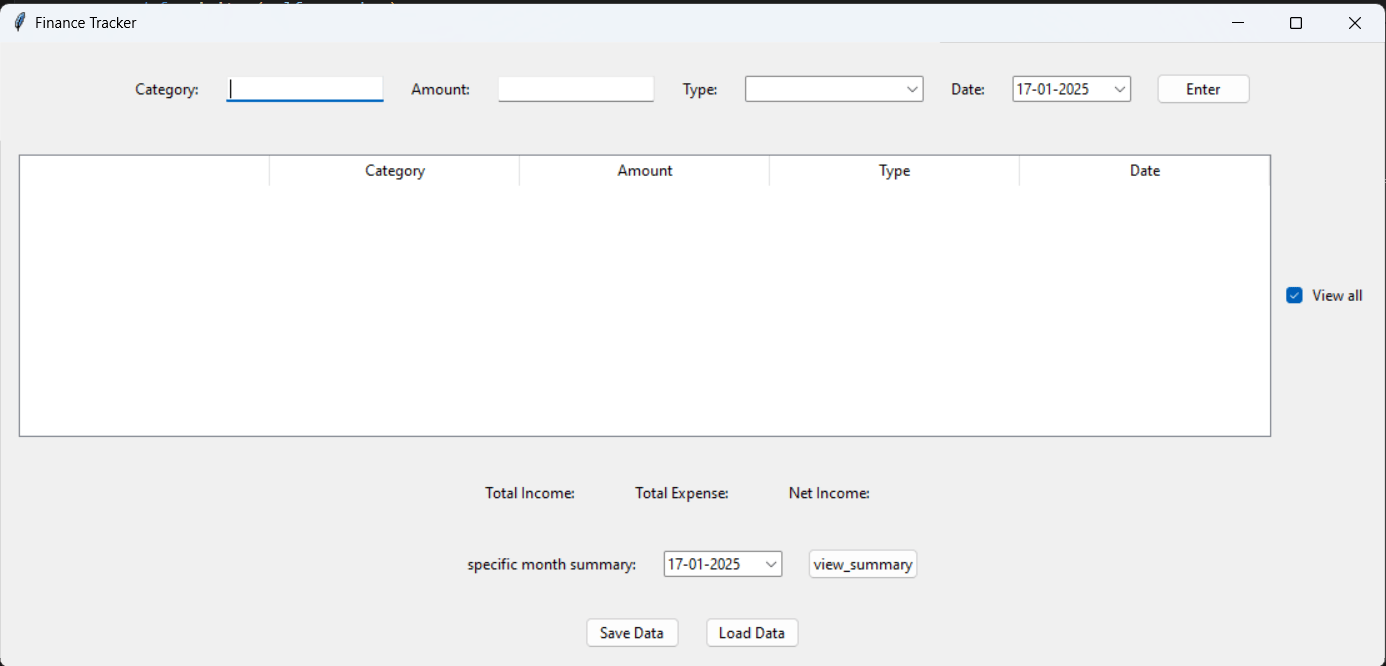 Finance Tracker
Category: Amount: Type: Date: 17-01-2025 Enter
Category Amount Type Date
View all
Total Income: Total Expense: Net Income:
specific month summary: 17-01-2025 view_summary
Save Data Load Data